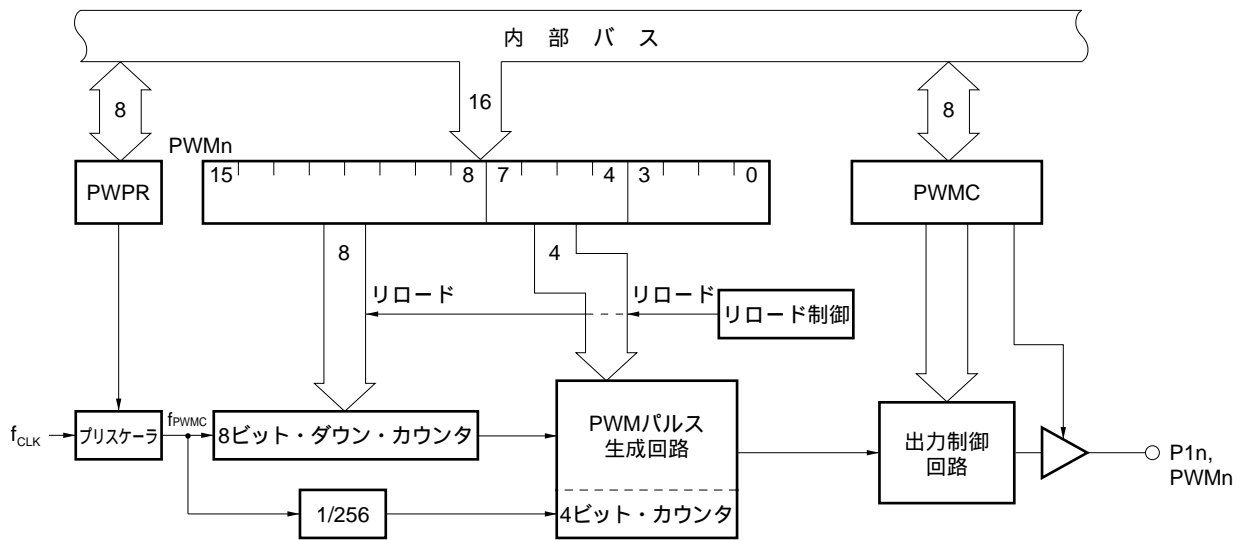 内 部 バ ス
8
16
8
PWMn
PWPR
15 8 7 4 3 0
PWMC
8
4
リロード
リロード
リロード制御
fCLK
プリスケーラ
fPWMC
8ビット・ダウン・カウンタ
PWMパルス
生成回路
出力制御
回路
P1n,
PWMn
1/256
4ビット・カウンタ